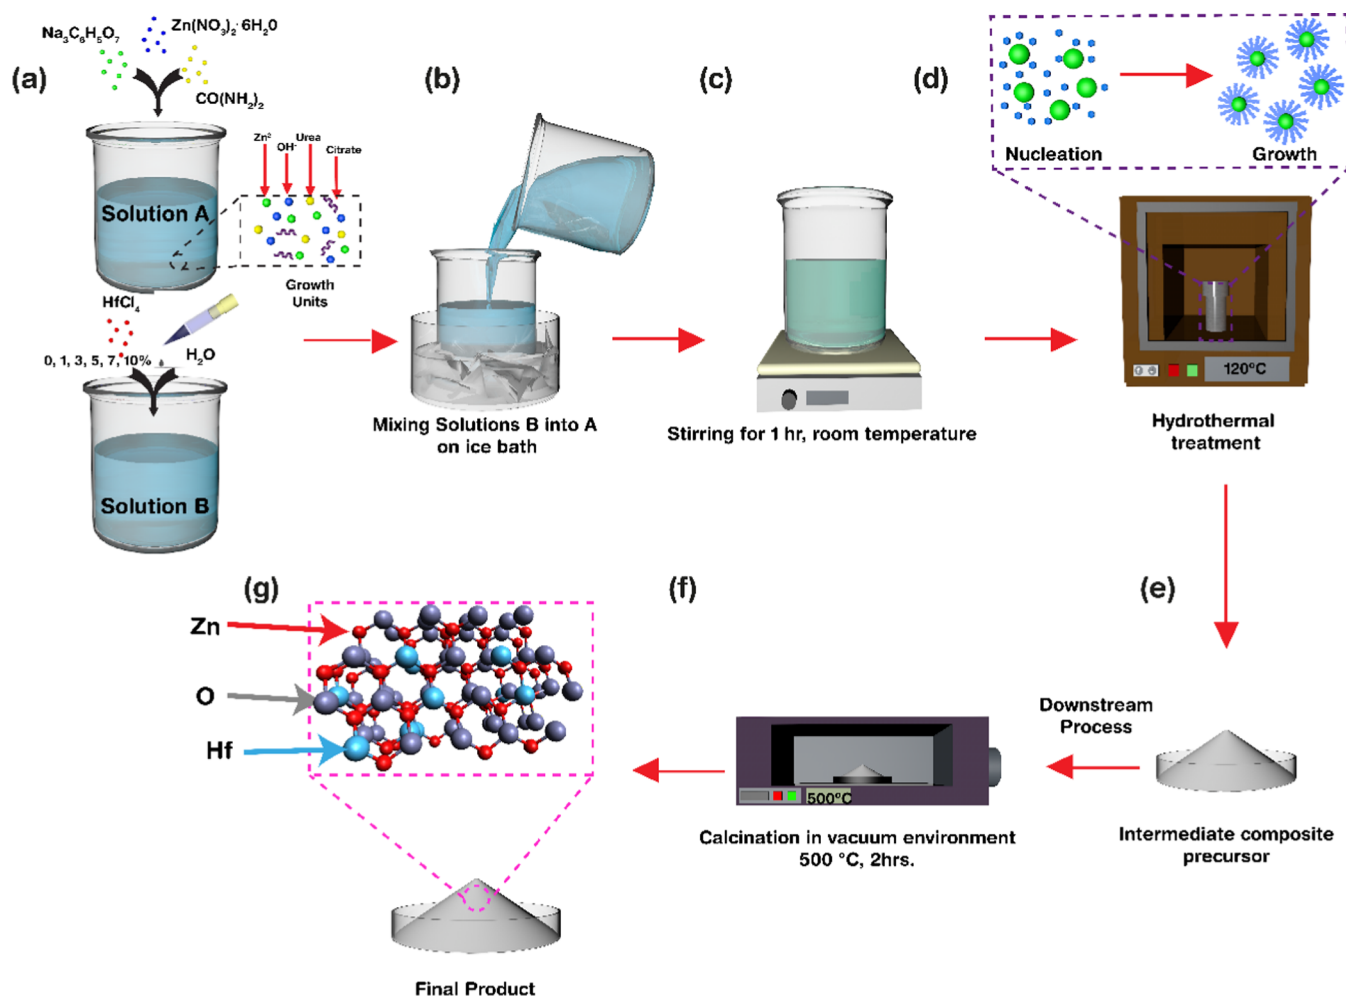 (a)
Na₃C₆H₅O₇
Zn(NO₃)₂·6H₂0
CO(NH₂)₂
Solution A
Zn²
OH⁻
Urea
Citrate
Growth
Units
HfCl₄
0, 1, 3, 5, 7, 10%
H₂O
Solution B
(b)
Mixing Solutions B into A
on ice bath
(c)
Stirring for 1 hr, room temperature
(d)
Nucleation
Growth
120°C
Hydrothermal
treatment
(e)
Intermediate composite
precursor
Downstream
Process
(f)
500°C
Calcination in vacuum environment
500 °C, 2hrs.
(g)
Zn
O
Hf
Final Product